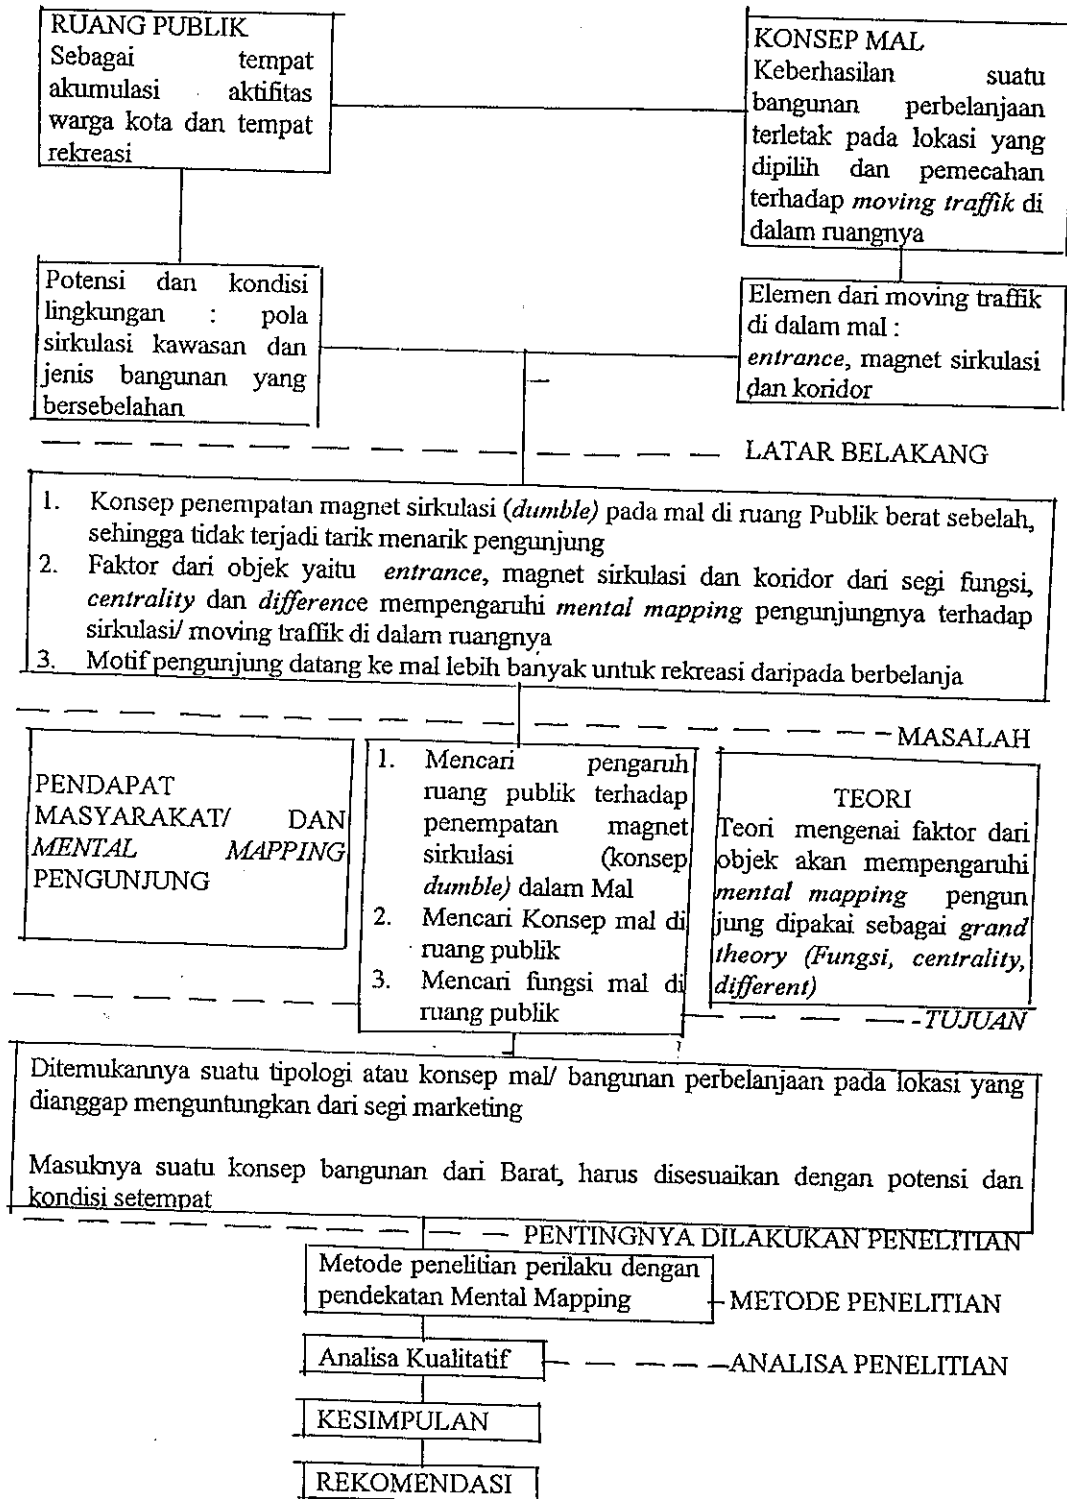 RUANG PUBLIK
Sebagai tempat
akumulasi aktifitas
warga kota dan tempat
rekreasi
KONSEP MAL
Keberhasilan suatu
bangunan perbelanjaan
terletak pada lokasi yang
dipilih dan pemecahan
terhadap moving traffik di
dalam ruangnya
Potensi dan kondisi
lingkungan : pola
sirkulasi kawasan dan
jenis bangunan yang
bersebelahan
Elemen dari moving traffik
di dalam mal :
entrance, magnet sirkulasi
dan koridor
LATAR BELAKANG
1. Konsep penempatan magnet sirkulasi (dumble) pada mal di ruang Publik berat sebelah,
sehingga tidak terjadi tarik menarik pengunjung
2. Faktor dari objek yaitu entrance, magnet sirkulasi dan koridor dari segi fungsi,
centrality dan difference mempengaruhi mental mapping pengunjungnya terhadap
sirkulasi/ moving traffik di dalam ruangnya
3. Motif pengunjung datang ke mal lebih banyak untuk rekreasi daripada berbelanja
MASALAH
PENDAPAT
MASYARAKAT/ DAN
MENTAL MAPPING
PENGUNJUNG
1. Mencari pengaruh
ruang publik terhadap
penempatan magnet
sirkulasi (konsep
dumble) dalam Mal
2. Mencari Konsep mal di
ruang publik
3. Mencari fungsi mal di
ruang publik
TEORI
Teori mengenai faktor dari
objek akan mempengaruhi
mental mapping pengun
jung dipakai sebagai grand
theory (Fungsi, centrality,
different)
TUJUAN
Ditemukannya suatu tipologi atau konsep mal/ bangunan perbelanjaan pada lokasi yang
dianggap menguntungkan dari segi marketing
Masuknya suatu konsep bangunan dari Barat, harus disesuaikan dengan potensi dan
kondisi setempat
PENTINGNYA DILAKUKAN PENELITIAN
Metode penelitian perilaku dengan
pendekatan Mental Mapping
METODE PENELITIAN
Analisa Kualitatif
ANALISA PENELITIAN
KESIMPULAN
REKOMENDASI